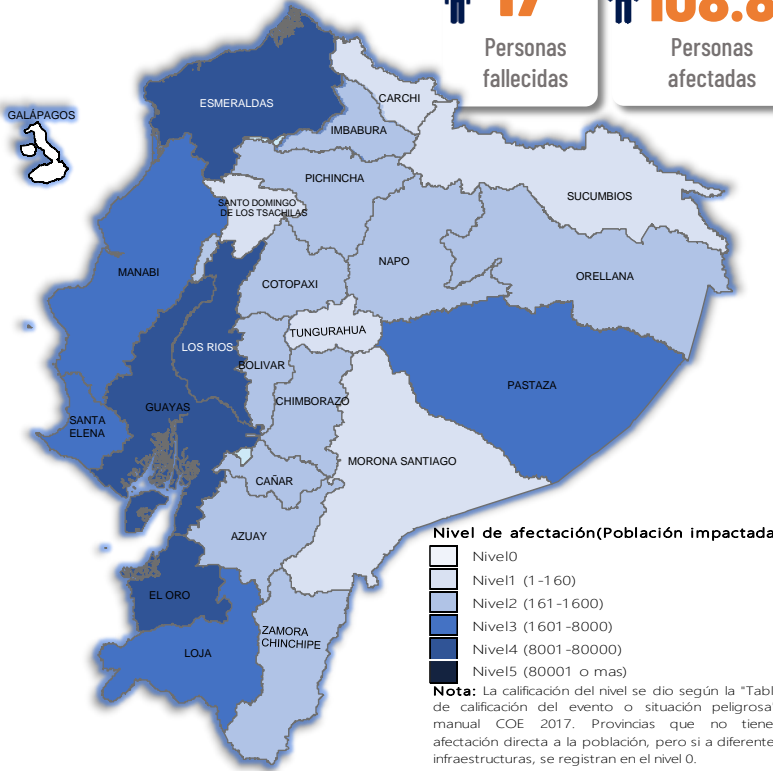 17
108.8
Personas
fallecidas
Personas
afectadas
GALÁPAGOS
ESMERALDAS
CARCHI
IMBABURA
PICHINCHA
SUCUMBIOS
SANTO DOMINGO
DE LOS TSACHILAS
MANABI
NAPO
COTOPAXI
ORELLANA
TUNGURAHUA
LOS RIOS
BOLIVAR
PASTAZA
CHIMBORAZO
GUAYAS
SANTA
ELENA
MORONA SANTIAGO
CAÑAR
AZUAY
EL ORO
ZAMORA
CHINCHIPE
LOJA
Nivel de afectación(Población impactada
Nivel0
Nivel1 (1-160)
Nivel2 (161-1600)
Nivel3 (1601-8000)
Nivel4 (8001-80000)
Nivel5 (80001 o mas)
Nota: La calificación del nivel se dio según la "Tabl
de calificación del evento o situación peligrosa
manual COE 2017. Provincias que no tiene
afectación directa a la población, pero si a diferente
infraestructuras, se registran en el nivel 0.